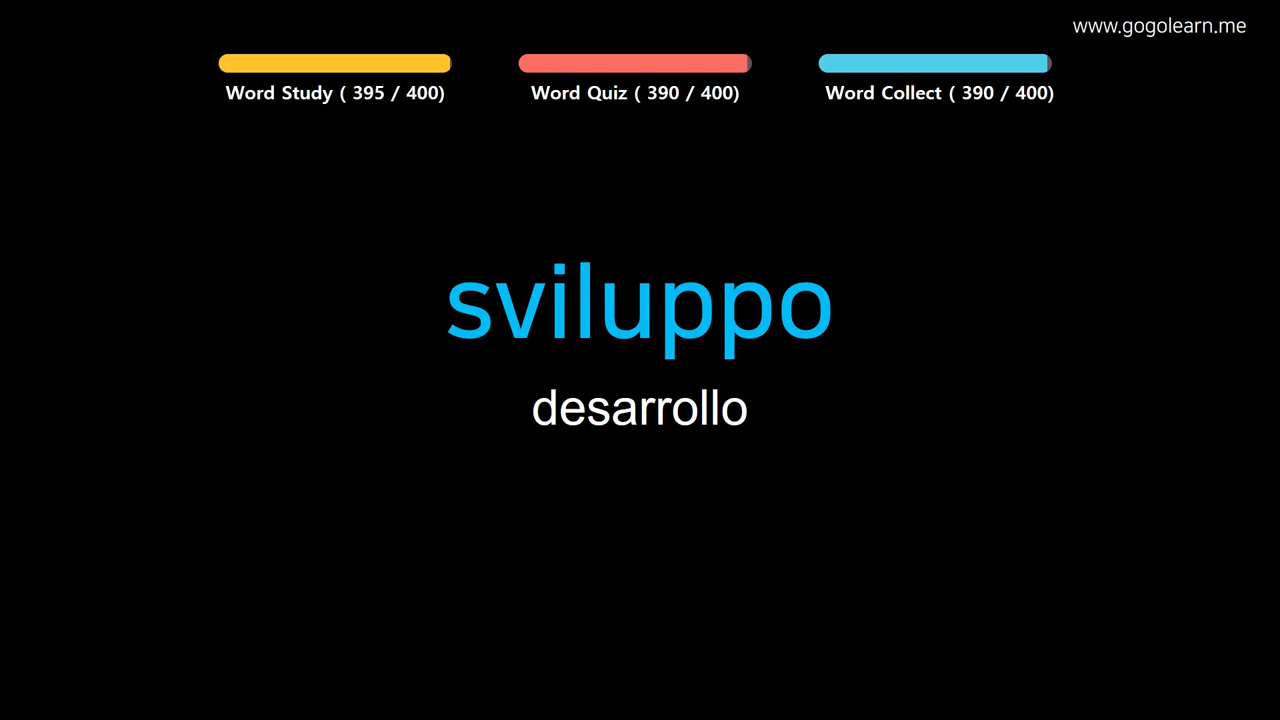 www.gogolearn.me
Word Study ( 395 / 400)
Word Quiz ( 390 / 400)
Word Collect ( 390 / 400)
sviluppo
desarrollo